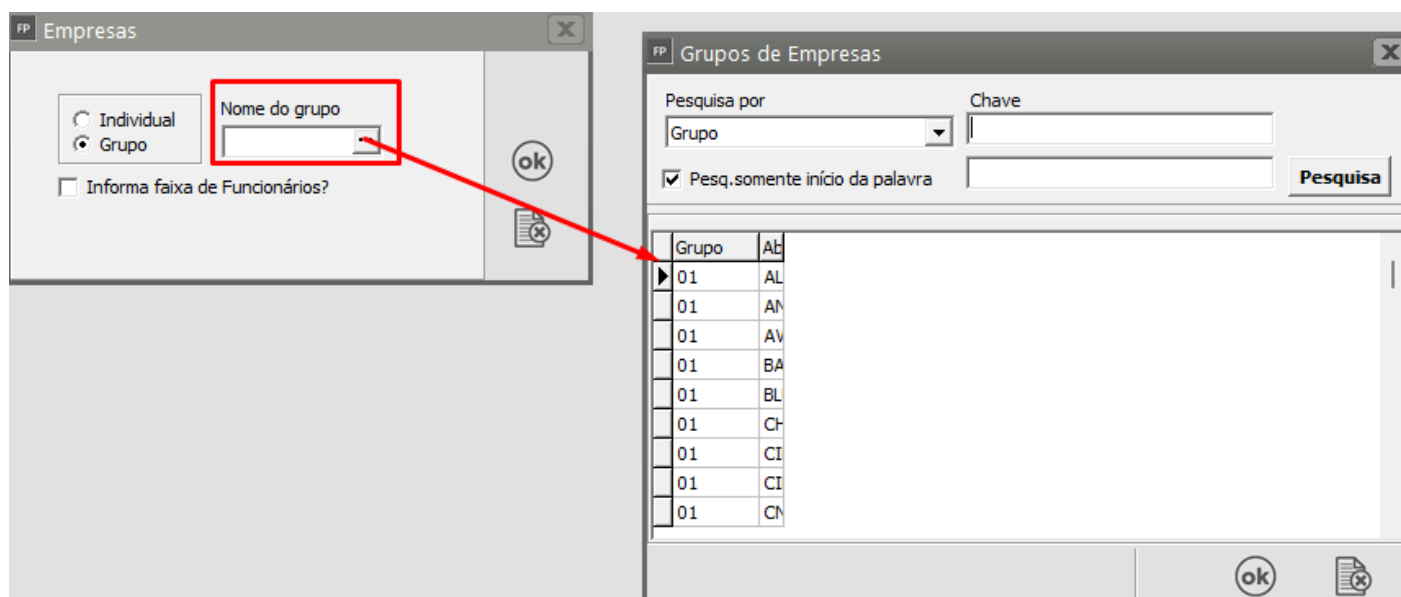 FP Empresas
Individual
Grupo
Nome do grupo
...
Informa faixa de Funcionários?
ok
FP Grupos de Empresas
Pesquisa por
Chave
Grupo
Pesq.somente início da palavra
Pesquisa
Grupo Ab
01 AL
01 AN
01 AV
01 BA
01 BL
01 CH
01 CI
01 CI
01 CN
ok